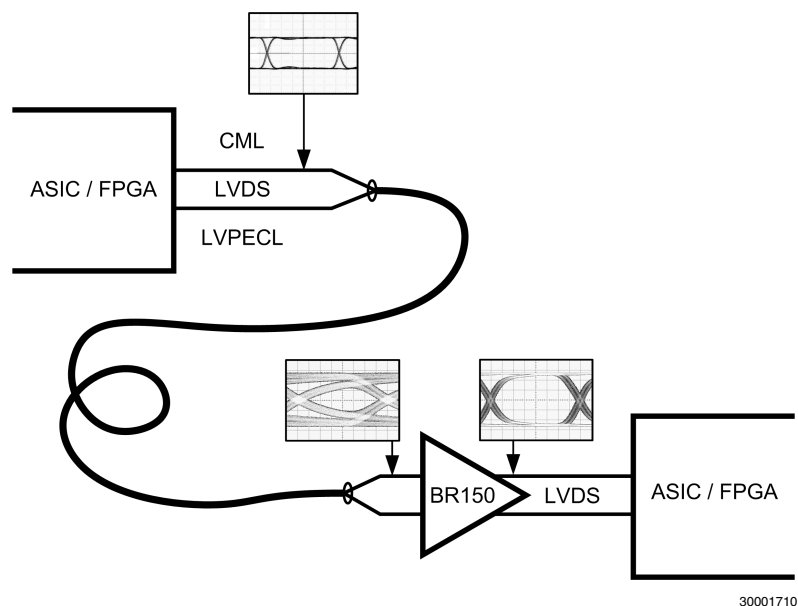 CML
ASIC / FPGA
LVDS
LVPECL
BR150
LVDS
ASIC / FPGA
30001710